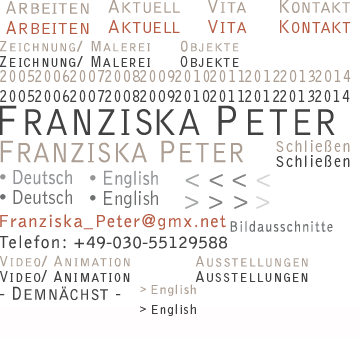 ARBEITEN AKTUELL VITA KONTAKT
ARBEITEN AKTUELL VITA KONTAKT
ZEICHNUNG/ MALEREI OBJEKTE
ZEICHNUNG/ MALEREI OBJEKTE
2005200620072008200920102011201220132014
2005200620072008200920102011201220132014
FRANZISKA PETER
FRANZISKA PETER Schließen
Schließen
• Deutsch • English < < < <
• Deutsch • English > > > >
Franziska_Peter@gmx.net Bildausschnitte
Telefon: +49-030-55129588
VIDEO/ ANIMATION AUSSTELLUNGEN
VIDEO/ ANIMATION AUSSTELLUNGEN
- DEMNÄCHST - > English
> English